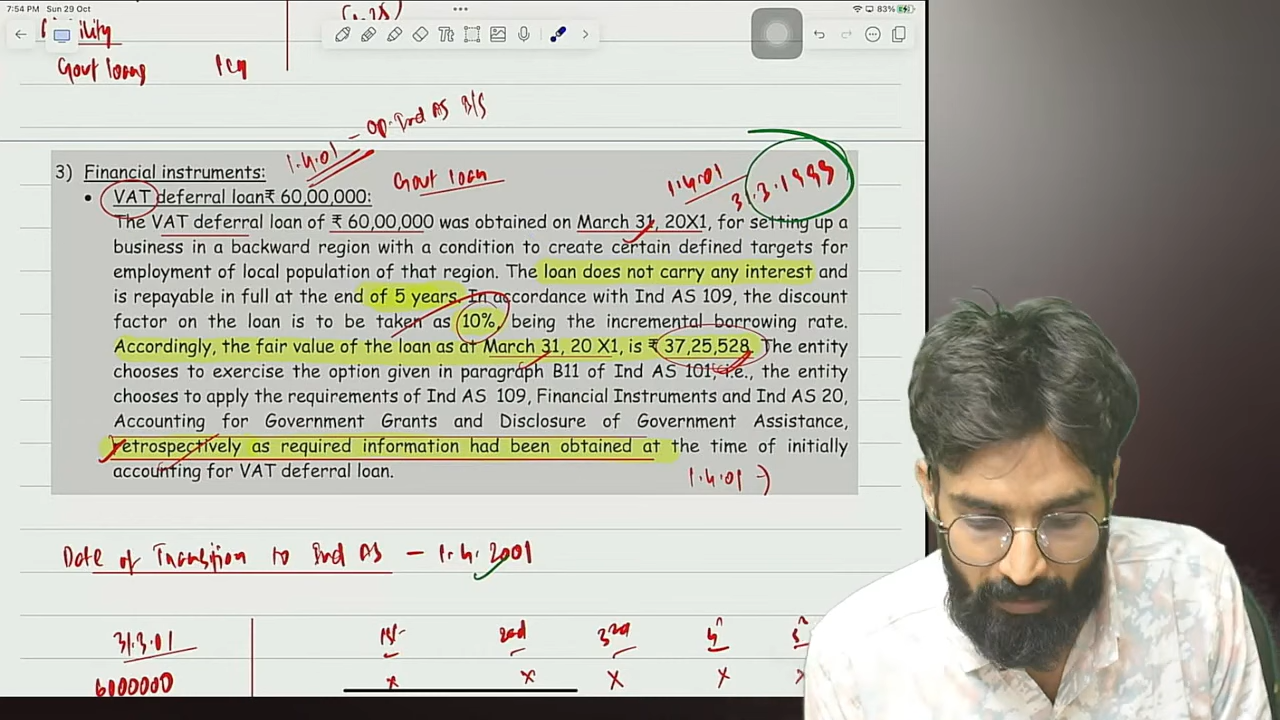 7:54 PM Sun 29 Oct
83%
Govt loans
1.4.01 - Op. Ind AS B/S
3) Financial instruments:
Govt loan
1.4.01
31.3.1999
• VAT deferral loan₹ 60,00,000:
The VAT deferral loan of ₹ 60,00,000 was obtained on March 31, 20X1, for setting up a
business in a backward region with a condition to create certain defined targets for
employment of local population of that region. The loan does not carry any interest and
is repayable in full at the end of 5 years. In accordance with Ind AS 109, the discount
factor on the loan is to be taken as 10%, being the incremental borrowing rate.
Accordingly, the fair value of the loan as at March 31, 20 X1, is ₹ 37,25,528. The entity
chooses to exercise the option given in paragraph B11 of Ind AS 101, i.e., the entity
chooses to apply the requirements of Ind AS 109, Financial Instruments and Ind AS 20,
Accounting for Government Grants and Disclosure of Government Assistance,
retrospectively as required information had been obtained at the time of initially
accounting for VAT deferral loan.
1.4.01 →
Date of Transition to Ind AS - 1.4.2001
31.3.01 1st 2nd 3rd
6000000 x x x x x